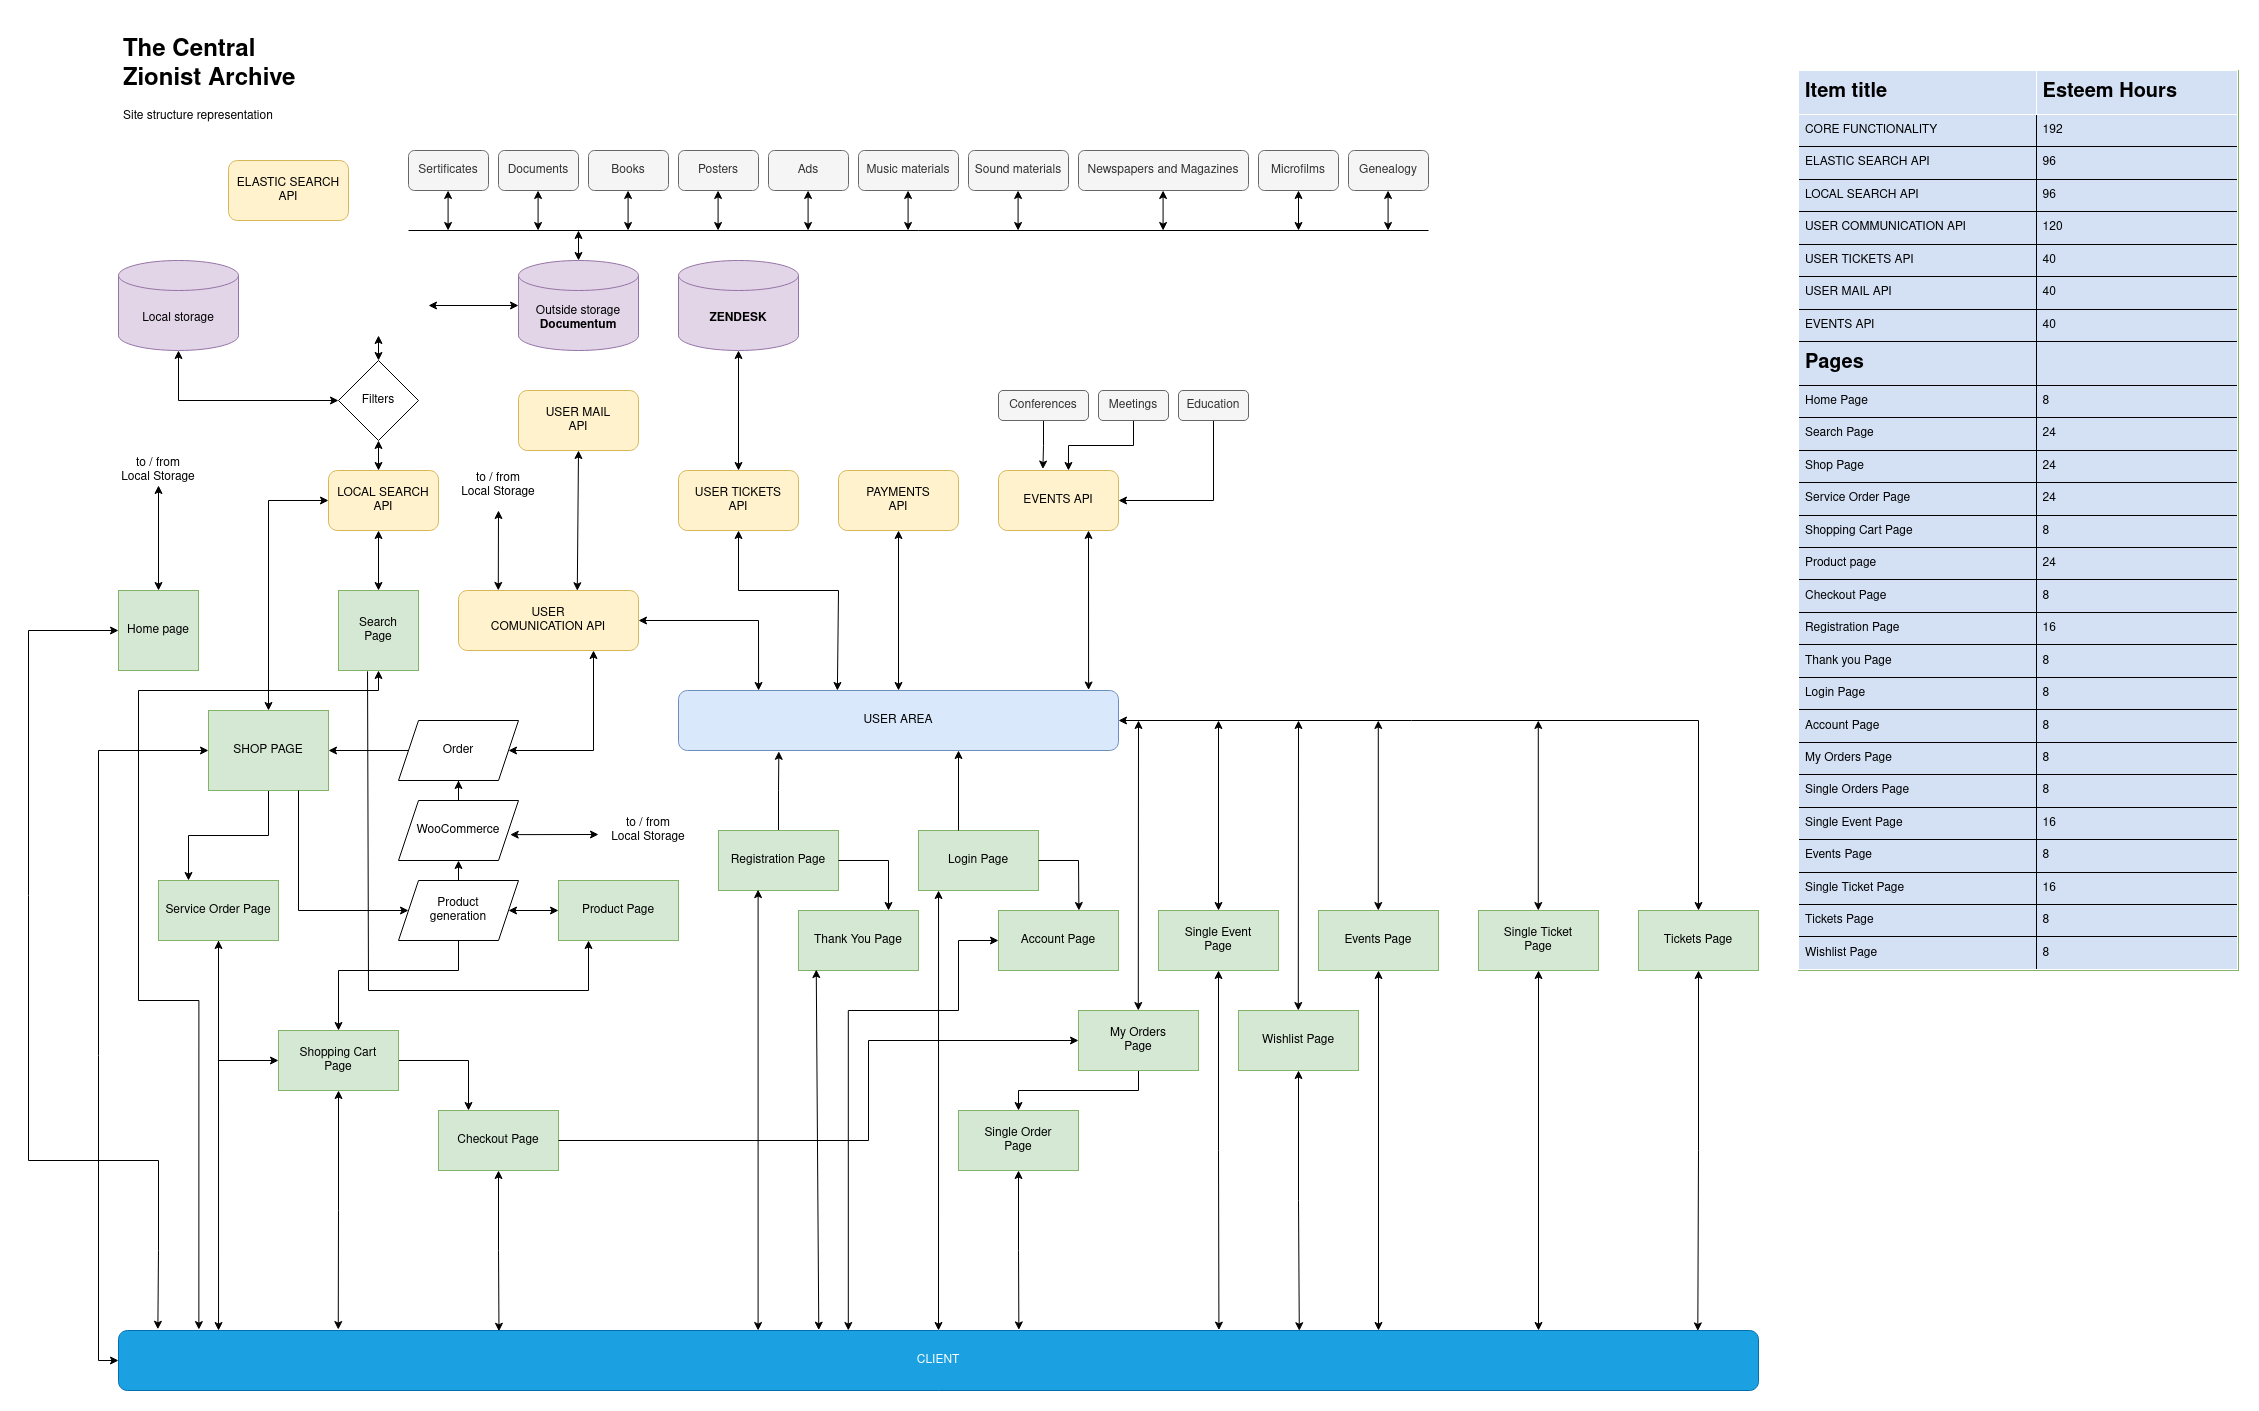 The Central
Zionist Archive
Site structure representation
ELASTIC SEARCH
API
Sertificates
Documents
Books
Posters
Ads
Music materials
Sound materials
Newspapers and Magazines
Microfilms
Genealogy
Local storage
Outside storage
Documentum
ZENDESK
Filters
USER MAIL
API
Conferences
Meetings
Education
to / from
Local Storage
LOCAL SEARCH
API
to / from
Local Storage
USER TICKETS
API
PAYMENTS
API
EVENTS API
Home page
Search
Page
USER
COMUNICATION API
USER AREA
SHOP PAGE
Order
WooCommerce
to / from
Local Storage
Registration Page
Login Page
Service Order Page
Product
generation
Product Page
Thank You Page
Account Page
Single Event
Page
Events Page
Single Ticket
Page
Tickets Page
Shopping Cart
Page
My Orders
Page
Wishlist Page
Checkout Page
Single Order
Page
CLIENT
Item title Esteem Hours
CORE FUNCTIONALITY 192
ELASTIC SEARCH API 96
LOCAL SEARCH API 96
USER COMMUNICATION API 120
USER TICKETS API 40
USER MAIL API 40
EVENTS API 40
Pages
Home Page 8
Search Page 24
Shop Page 24
Service Order Page 24
Shopping Cart Page 8
Product page 24
Checkout Page 8
Registration Page 16
Thank you Page 8
Login Page 8
Account Page 8
My Orders Page 8
Single Orders Page 8
Single Event Page 16
Events Page 8
Single Ticket Page 16
Tickets Page 8
Wishlist Page 8